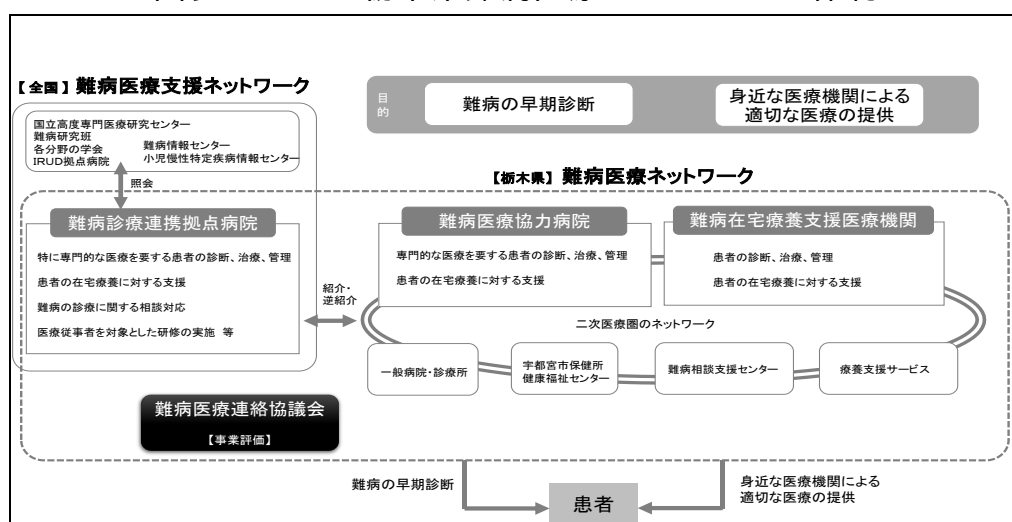 【全国】難病医療支援ネットワーク
国立高度専門医療研究センター
難病研究班
各分野の学会
IRUD拠点病院
難病情報センター
小児慢性特定疾病情報センター
照会
目的
難病の早期診断
身近な医療機関による
適切な医療の提供
【栃木県】難病医療ネットワーク
難病診療連携拠点病院
特に専門的な医療を要する患者の診断、治療、管理
患者の在宅療養に対する支援
難病の診療に関する相談対応
医療従事者を対象とした研修の実施 等
紹介・
逆紹介
難病医療協力病院
専門的な医療を要する患者の診断、治療、管理
患者の在宅療養に対する支援
難病在宅療養支援医療機関
患者の診断、治療、管理
患者の在宅療養に対する支援
二次医療圏のネットワーク
一般病院・診療所
宇都宮市保健所
健康福祉センター
難病相談支援センター
療養支援サービス
難病医療連絡協議会
【事業評価】
難病の早期診断
患者
身近な医療機関による
適切な医療の提供